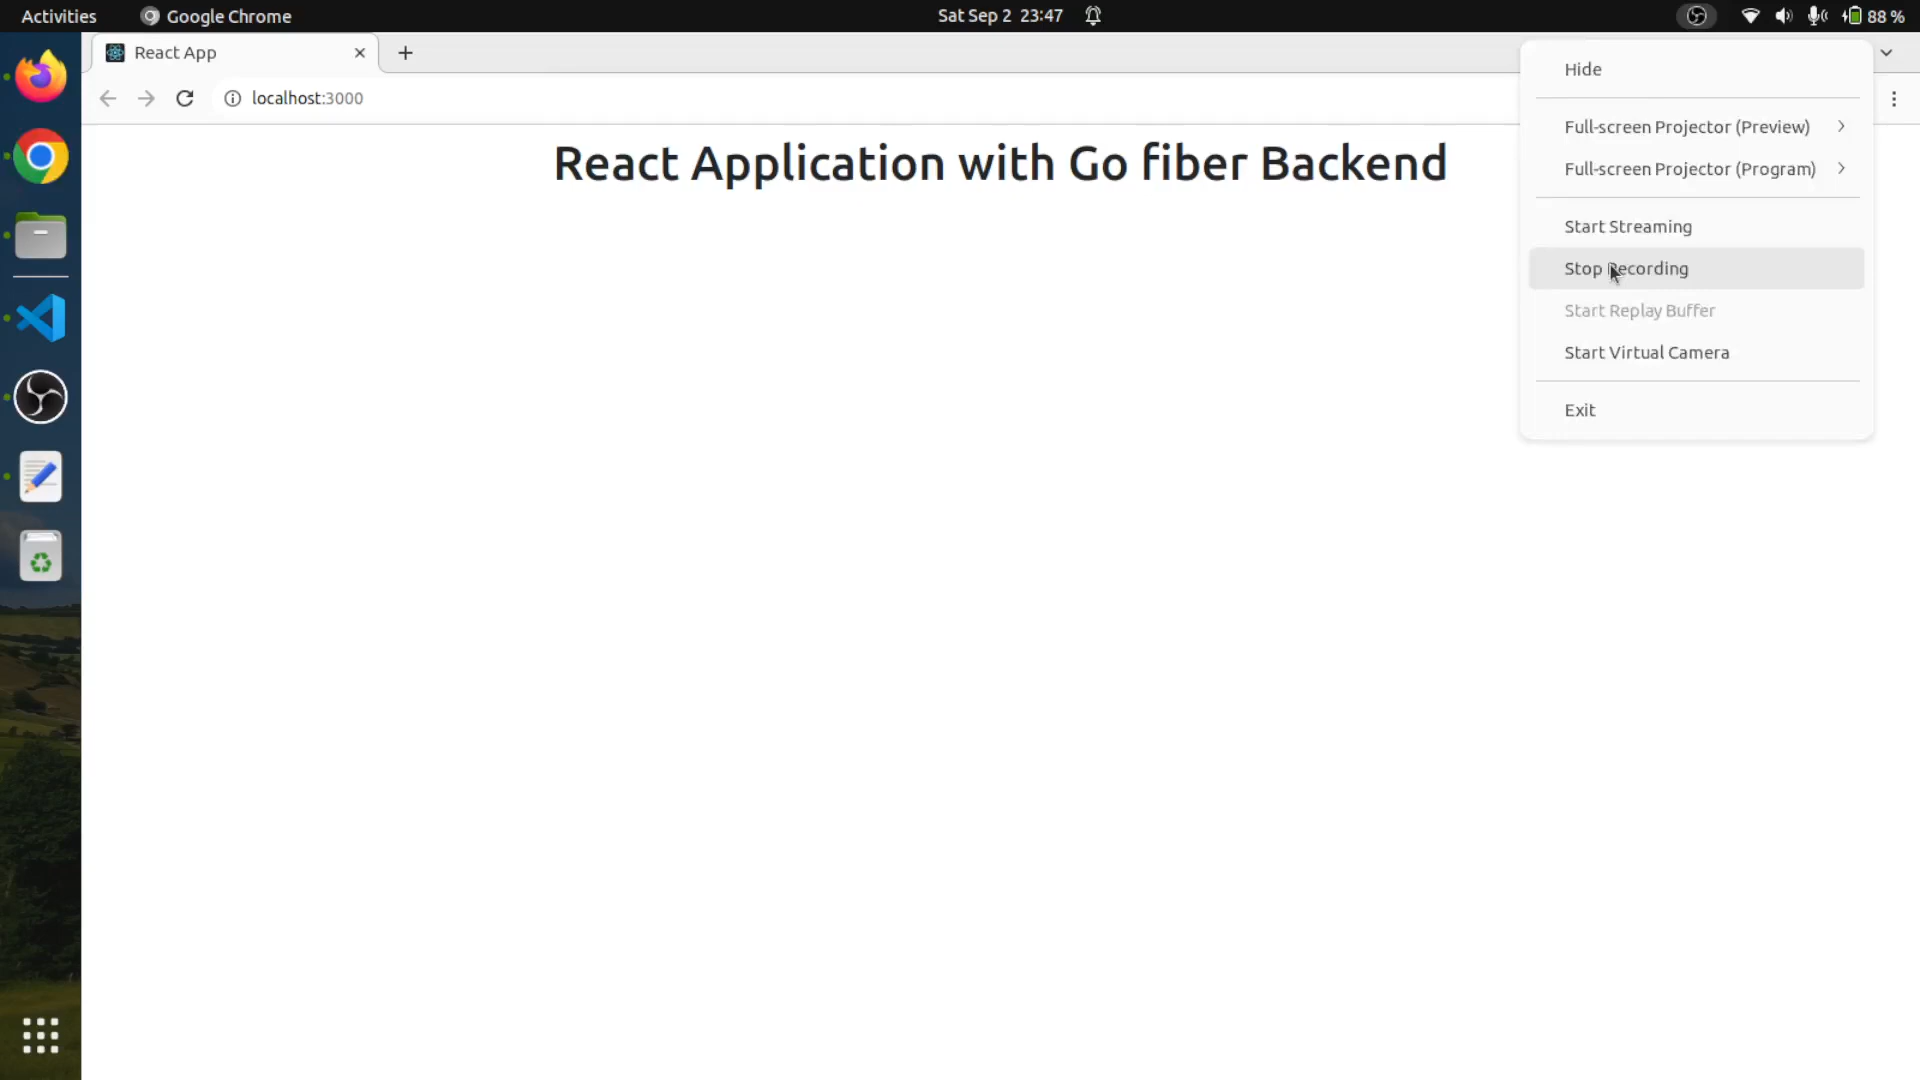 Activities
Google Chrome
Sat Sep 2 23:47
88 %
React App
localhost:3000
React Application with Go fiber Backend
Hide
Full-screen Projector (Preview)
Full-screen Projector (Program)
Start Streaming
Stop Recording
Start Replay Buffer
Start Virtual Camera
Exit